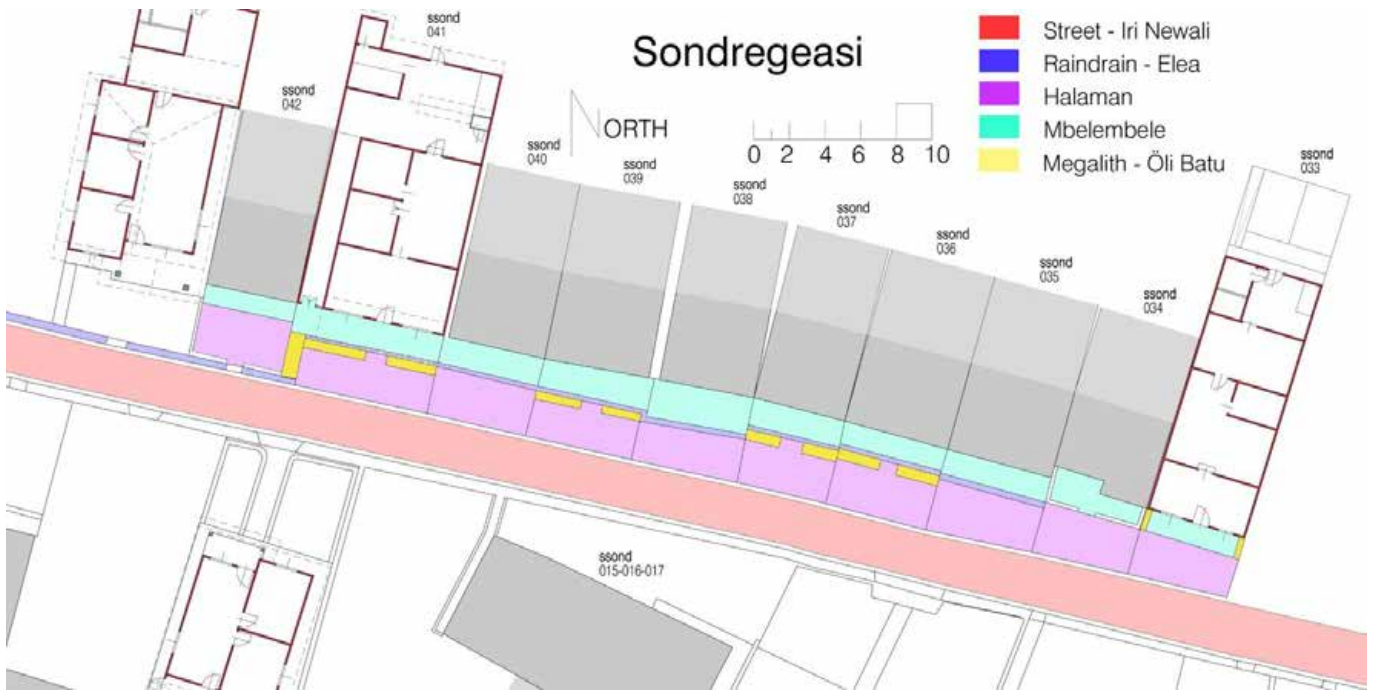 Sondregeasi
NORTH
0 2 4 6 8 10
Street - Iri Newali
Raindrain - Elea
Halaman
Mbelembele
Megalith - Öli Batu
ssond
042
ssond
041
ssond
040
ssond
039
ssond
038
ssond
037
ssond
036
ssond
035
ssond
034
ssond
033
ssond
015-016-017